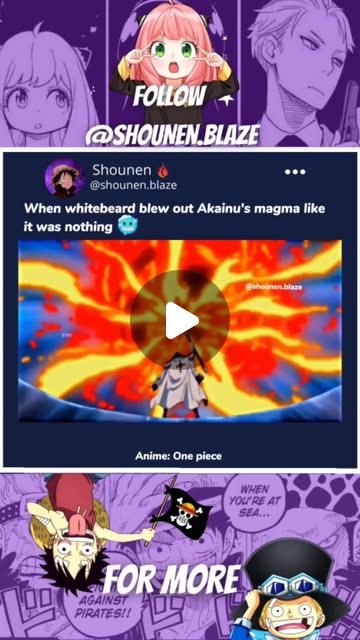 FOLLOW
@SHOUNEN.BLAZE
Shounen
@shounen.blaze
When whitebeard blew out Akainu's magma like
it was nothing 🥶
@shounen.blaze
Anime: One piece
WHEN
YOU'RE AT
SEA...
FOR MORE
AGAINST
PIRATES!!